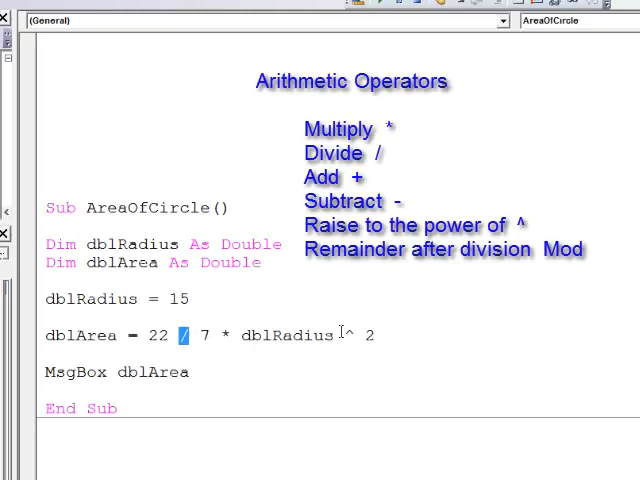 (General) AreaOfCircle
Arithmetic Operators
Multiply *
Divide /
Add +
Subtract -
Raise to the power of ^
Remainder after division Mod
Sub AreaOfCircle()
Dim dblRadius As Double
Dim dblArea As Double
dblRadius = 15
dblArea = 22 / 7 * dblRadius ^ 2
MsgBox dblArea
End Sub